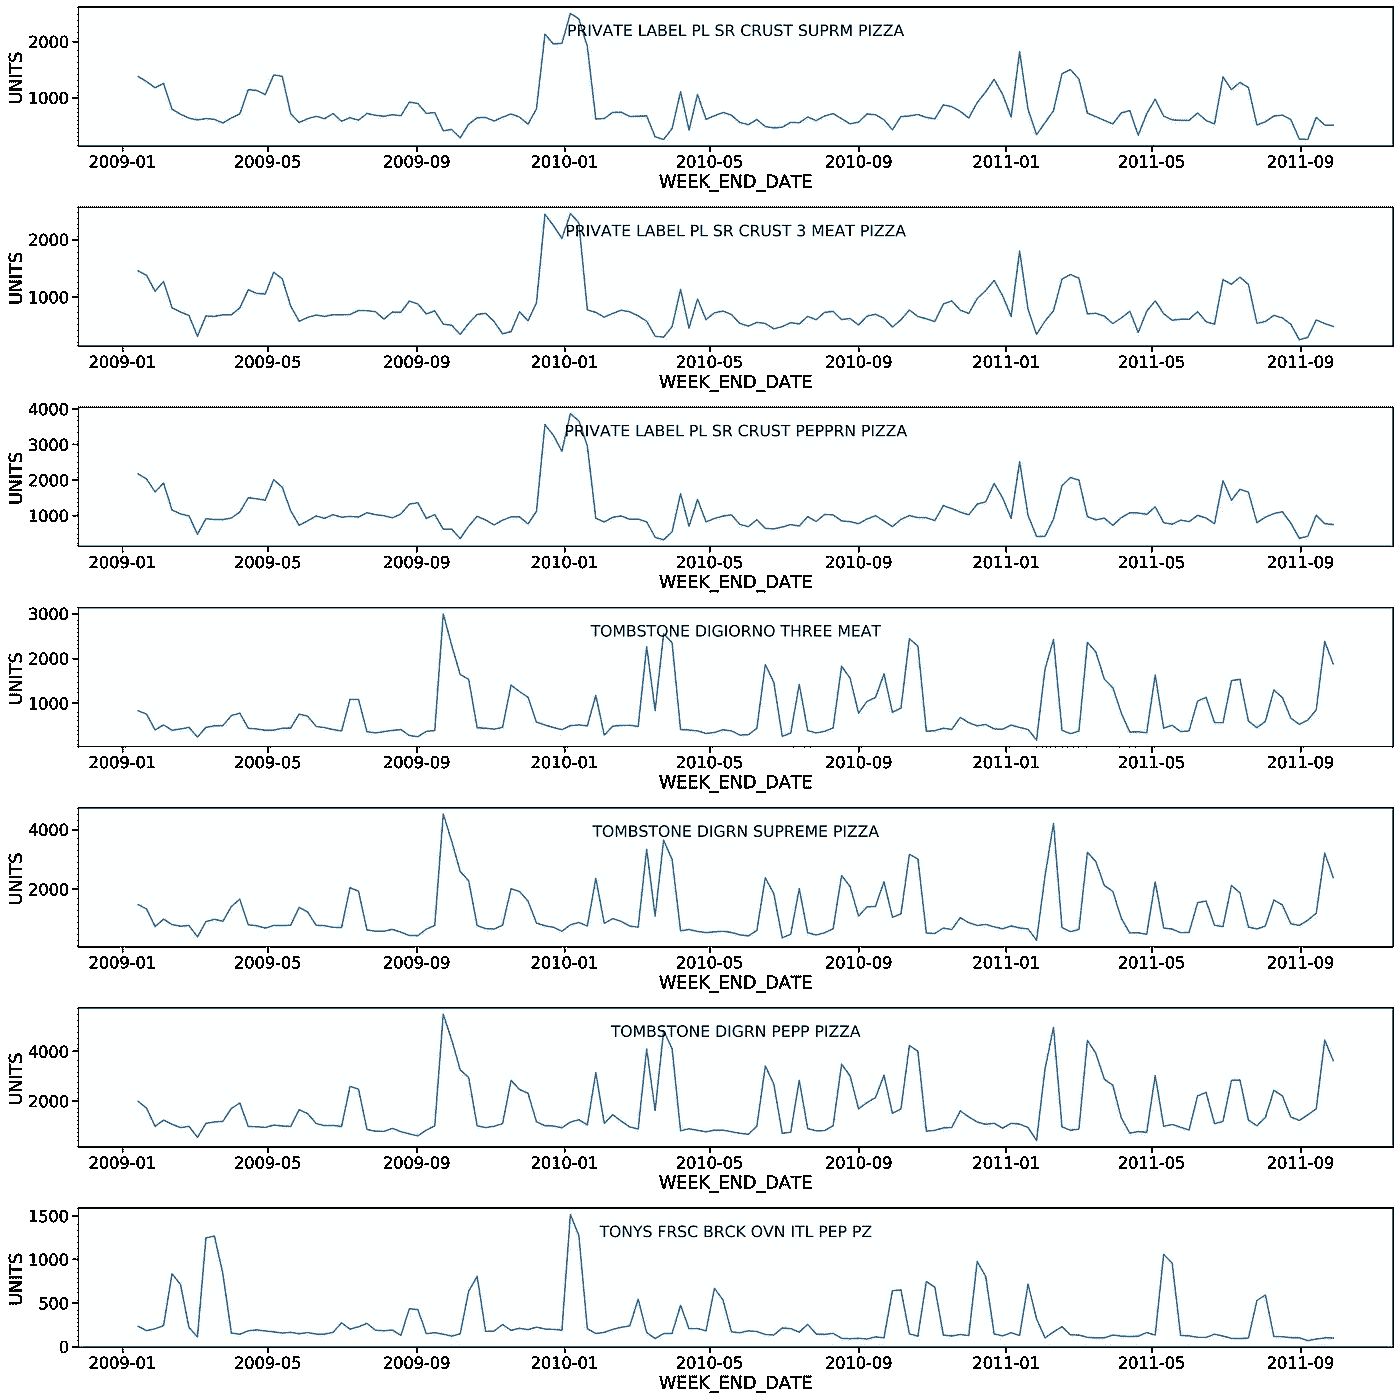 PRIVATE LABEL PL SR CRUST SUPRM PIZZA
UNITS
2000
1000
2009-01 2009-05 2009-09 2010-01 2010-05 2010-09 2011-01 2011-05 2011-09
WEEK_END_DATE
PRIVATE LABEL PL SR CRUST 3 MEAT PIZZA
UNITS
2000
1000
2009-01 2009-05 2009-09 2010-01 2010-05 2010-09 2011-01 2011-05 2011-09
WEEK_END_DATE
PRIVATE LABEL PL SR CRUST PEPPRN PIZZA
UNITS
4000
3000
2000
1000
2009-01 2009-05 2009-09 2010-01 2010-05 2010-09 2011-01 2011-05 2011-09
WEEK_END_DATE
TOMBSTONE DIGIORNO THREE MEAT
UNITS
3000
2000
1000
2009-01 2009-05 2009-09 2010-01 2010-05 2010-09 2011-01 2011-05 2011-09
WEEK_END_DATE
TOMBSTONE DIGRN SUPREME PIZZA
UNITS
4000
2000
2009-01 2009-05 2009-09 2010-01 2010-05 2010-09 2011-01 2011-05 2011-09
WEEK_END_DATE
TOMBSTONE DIGRN PEPP PIZZA
UNITS
4000
2000
2009-01 2009-05 2009-09 2010-01 2010-05 2010-09 2011-01 2011-05 2011-09
WEEK_END_DATE
TONYS FRSC BRCK OVN ITL PEP PZ
UNITS
1500
1000
500
0
2009-01 2009-05 2009-09 2010-01 2010-05 2010-09 2011-01 2011-05 2011-09
WEEK_END_DATE